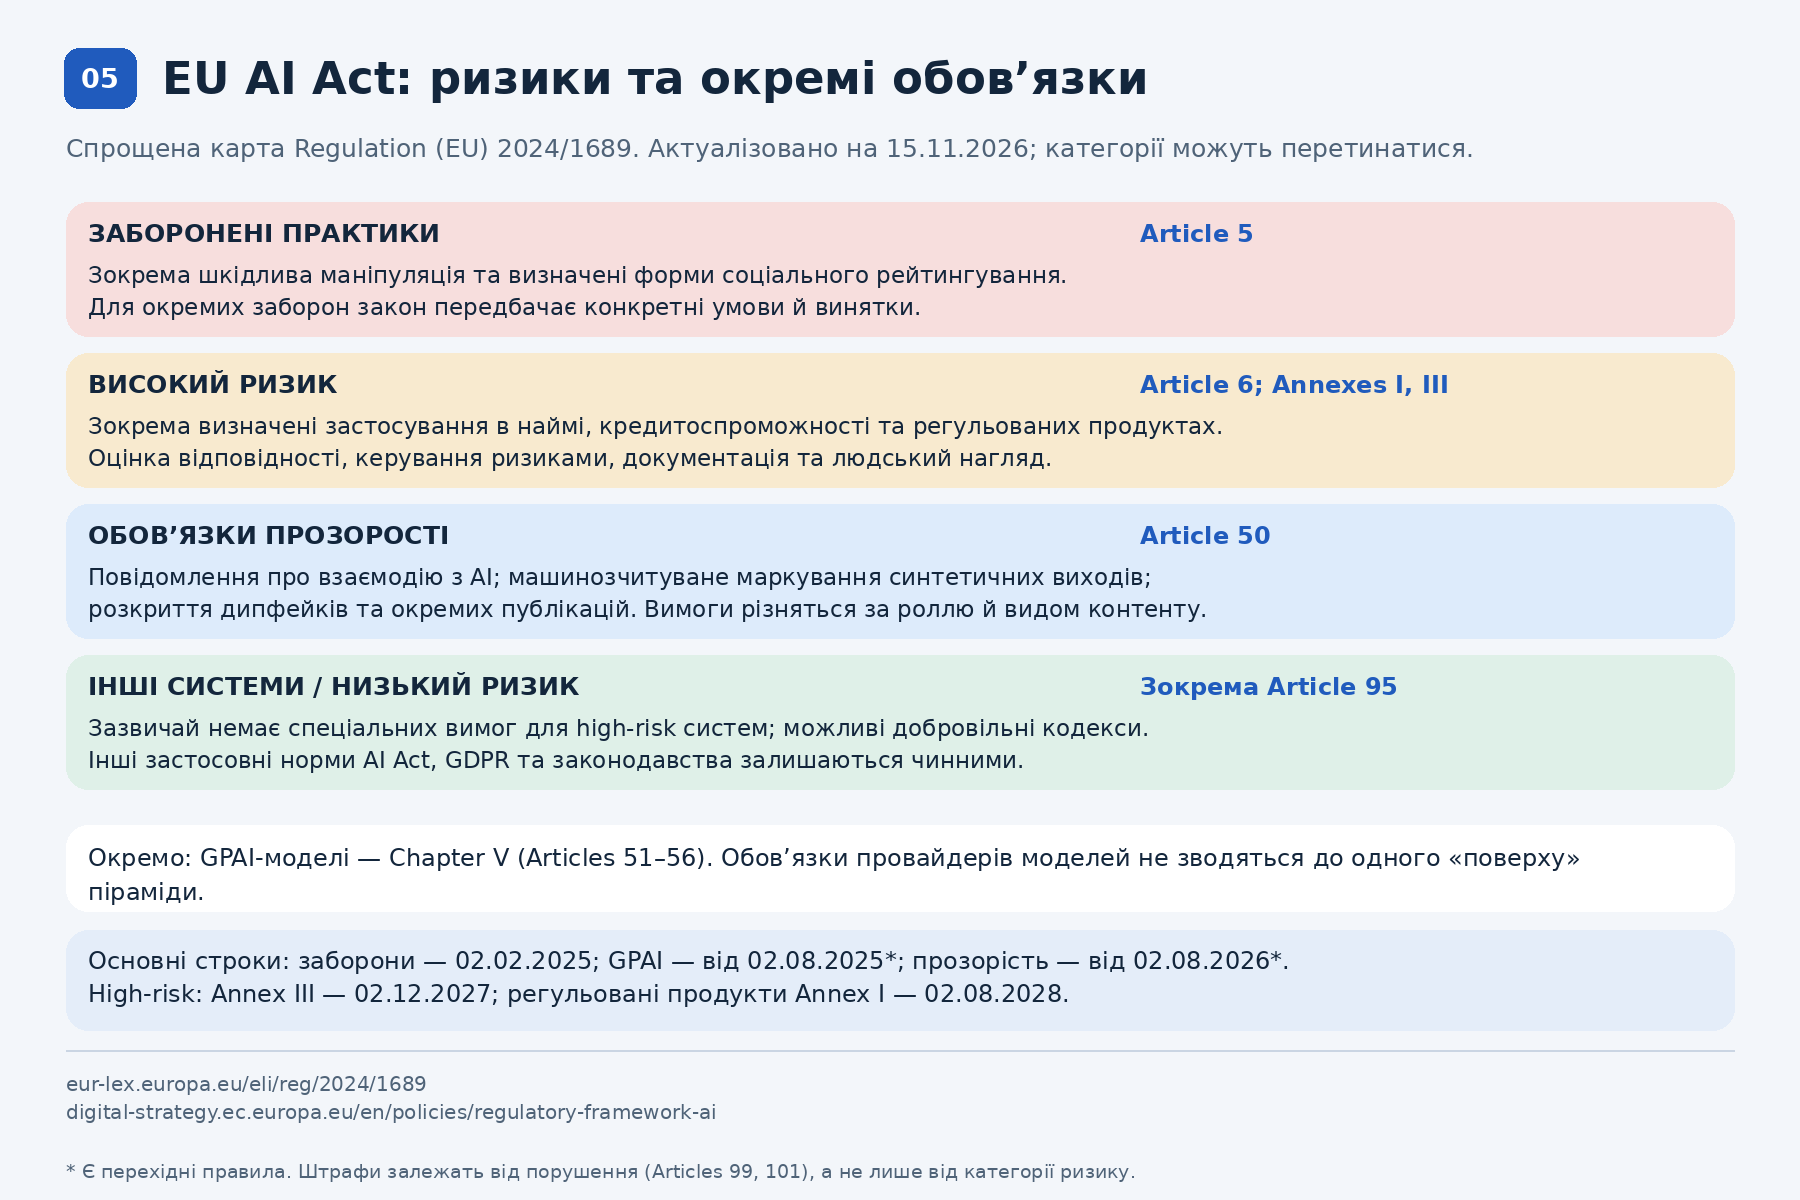 05
EU AI Act: ризики та окремі обов’язки
Спрощена карта Regulation (EU) 2024/1689. Актуалізовано на 15.11.2026; категорії можуть перетинатися.
ЗАБОРОНЕНІ ПРАКТИКИ
Article 5
Зокрема шкідлива маніпуляція та визначені форми соціального рейтингування.
Для окремих заборон закон передбачає конкретні умови й винятки.
ВИСОКИЙ РИЗИК
Article 6; Annexes I, III
Зокрема визначені застосування в наймі, кредитоспроможності та регульованих продуктах.
Оцінка відповідності, керування ризиками, документація та людський нагляд.
ОБОВ’ЯЗКИ ПРОЗОРОСТІ
Article 50
Повідомлення про взаємодію з AI; машинозчитуване маркування синтетичних виходів;
розкриття дипфейків та окремих публікацій. Вимоги різняться за роллю й видом контенту.
ІНШІ СИСТЕМИ / НИЗЬКИЙ РИЗИК
Зокрема Article 95
Зазвичай немає спеціальних вимог для high-risk систем; можливі добровільні кодекси.
Інші застосовні норми AI Act, GDPR та законодавства залишаються чинними.
Окремо: GPAI-моделі — Chapter V (Articles 51–56). Обов’язки провайдерів моделей не зводяться до одного «поверху»
піраміди.
Основні строки: заборони — 02.02.2025; GPAI — від 02.08.2025*; прозорість — від 02.08.2026*.
High-risk: Annex III — 02.12.2027; регульовані продукти Annex I — 02.08.2028.
eur-lex.europa.eu/eli/reg/2024/1689
digital-strategy.ec.europa.eu/en/policies/regulatory-framework-ai
* Є перехідні правила. Штрафи залежать від порушення (Articles 99, 101), а не лише від категорії ризику.